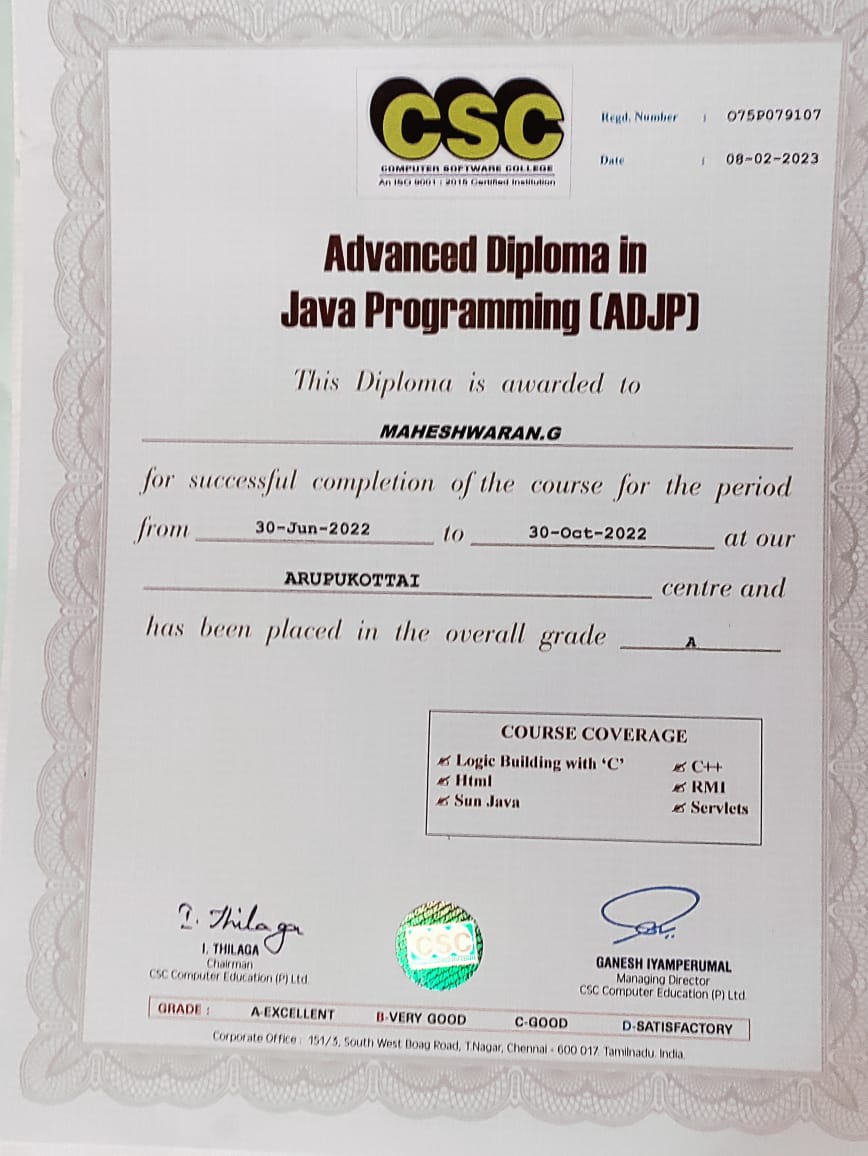 CSC
COMPUTER SOFTWARE COLLEGE
An ISO 9001 : 2015 Certified Institution
Regd. Number : O75P079107
Date : 08-02-2023
Advanced Diploma in
Java Programming (ADJP)
This Diploma is awarded to
MAHESHWARAN.G
for successful completion of the course for the period
from 30-Jun-2022 to 30-Oct-2022 at our
ARUPUKOTTAI centre and
has been placed in the overall grade A
COURSE COVERAGE
Logic Building with ‘C’ C++
Html RMI
Sun Java Servlets
I. Thilaga
I. THILAGA
Chairman
CSC Computer Education (P) Ltd.
CSC
GANESH IYAMPERUMAL
Managing Director
CSC Computer Education (P) Ltd
GRADE : A-EXCELLENT B-VERY GOOD C-GOOD D-SATISFACTORY
Corporate Office : 151/3, South West Boag Road, T.Nagar, Chennai - 600 017. Tamilnadu. India.